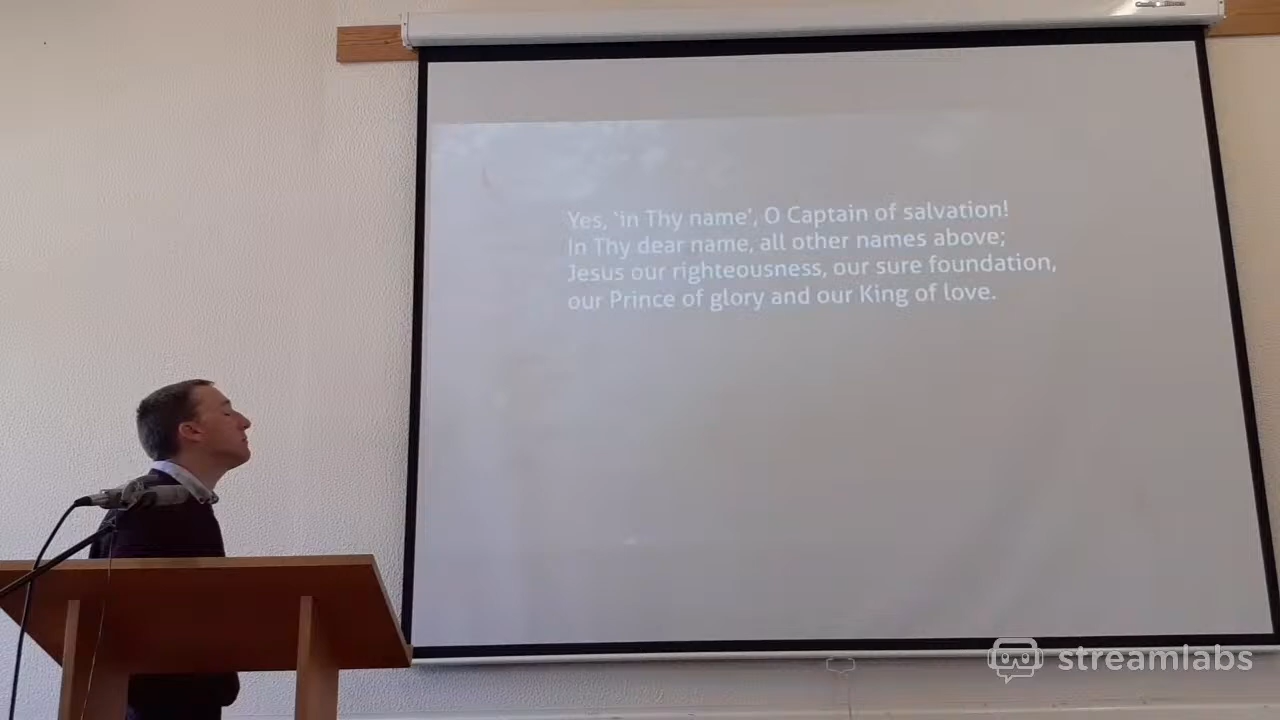 Yes, 'in Thy name', O Captain of salvation!
In Thy dear name, all other names above;
Jesus our righteousness, our sure foundation,
our Prince of glory and our King of love.
streamlabs